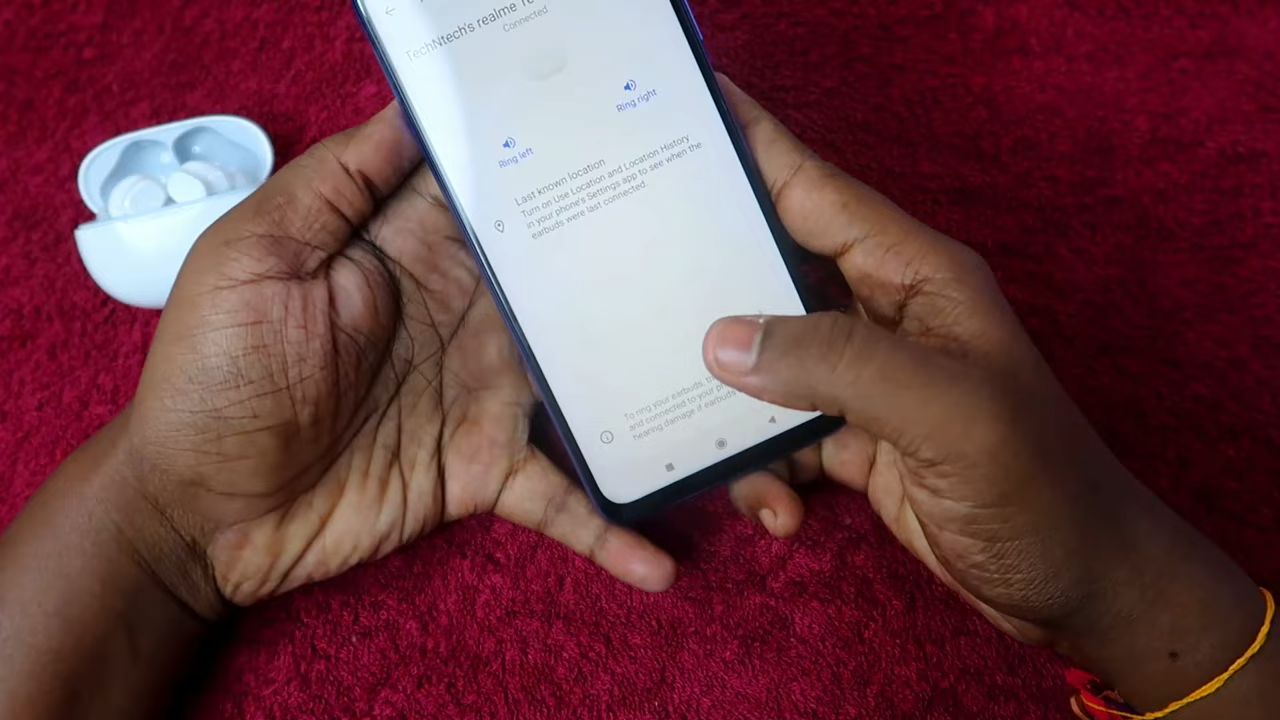 TechNtech's realme
Connected
Ring right
Ring left
Last known location
Turn on Use Location and Location History
in your phone's Settings app to see when the
earbuds were last connected.
To ring your earbuds,
and connected to your
hearing damage if earbuds